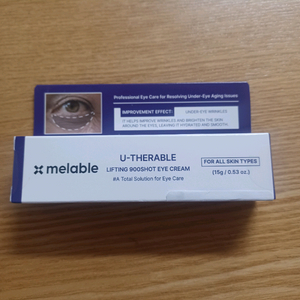 Professional Eye Care for Resolving Under-Eye Aging Issues
IMPROVEMENT EFFECT: UNDER EYE WRINKLES
IT HELPS IMPROVE WRINKLES AND BRIGHTEN THE SKIN
AROUND THE EYES, LEAVING IT HYDRATED AND SMOOTH.
melable
U-THERABLE
LIFTING 900SHOT EYE CREAM
#A Total Solution for Eye Care
FOR ALL SKIN TYPES
(15g / 0.53 oz.)